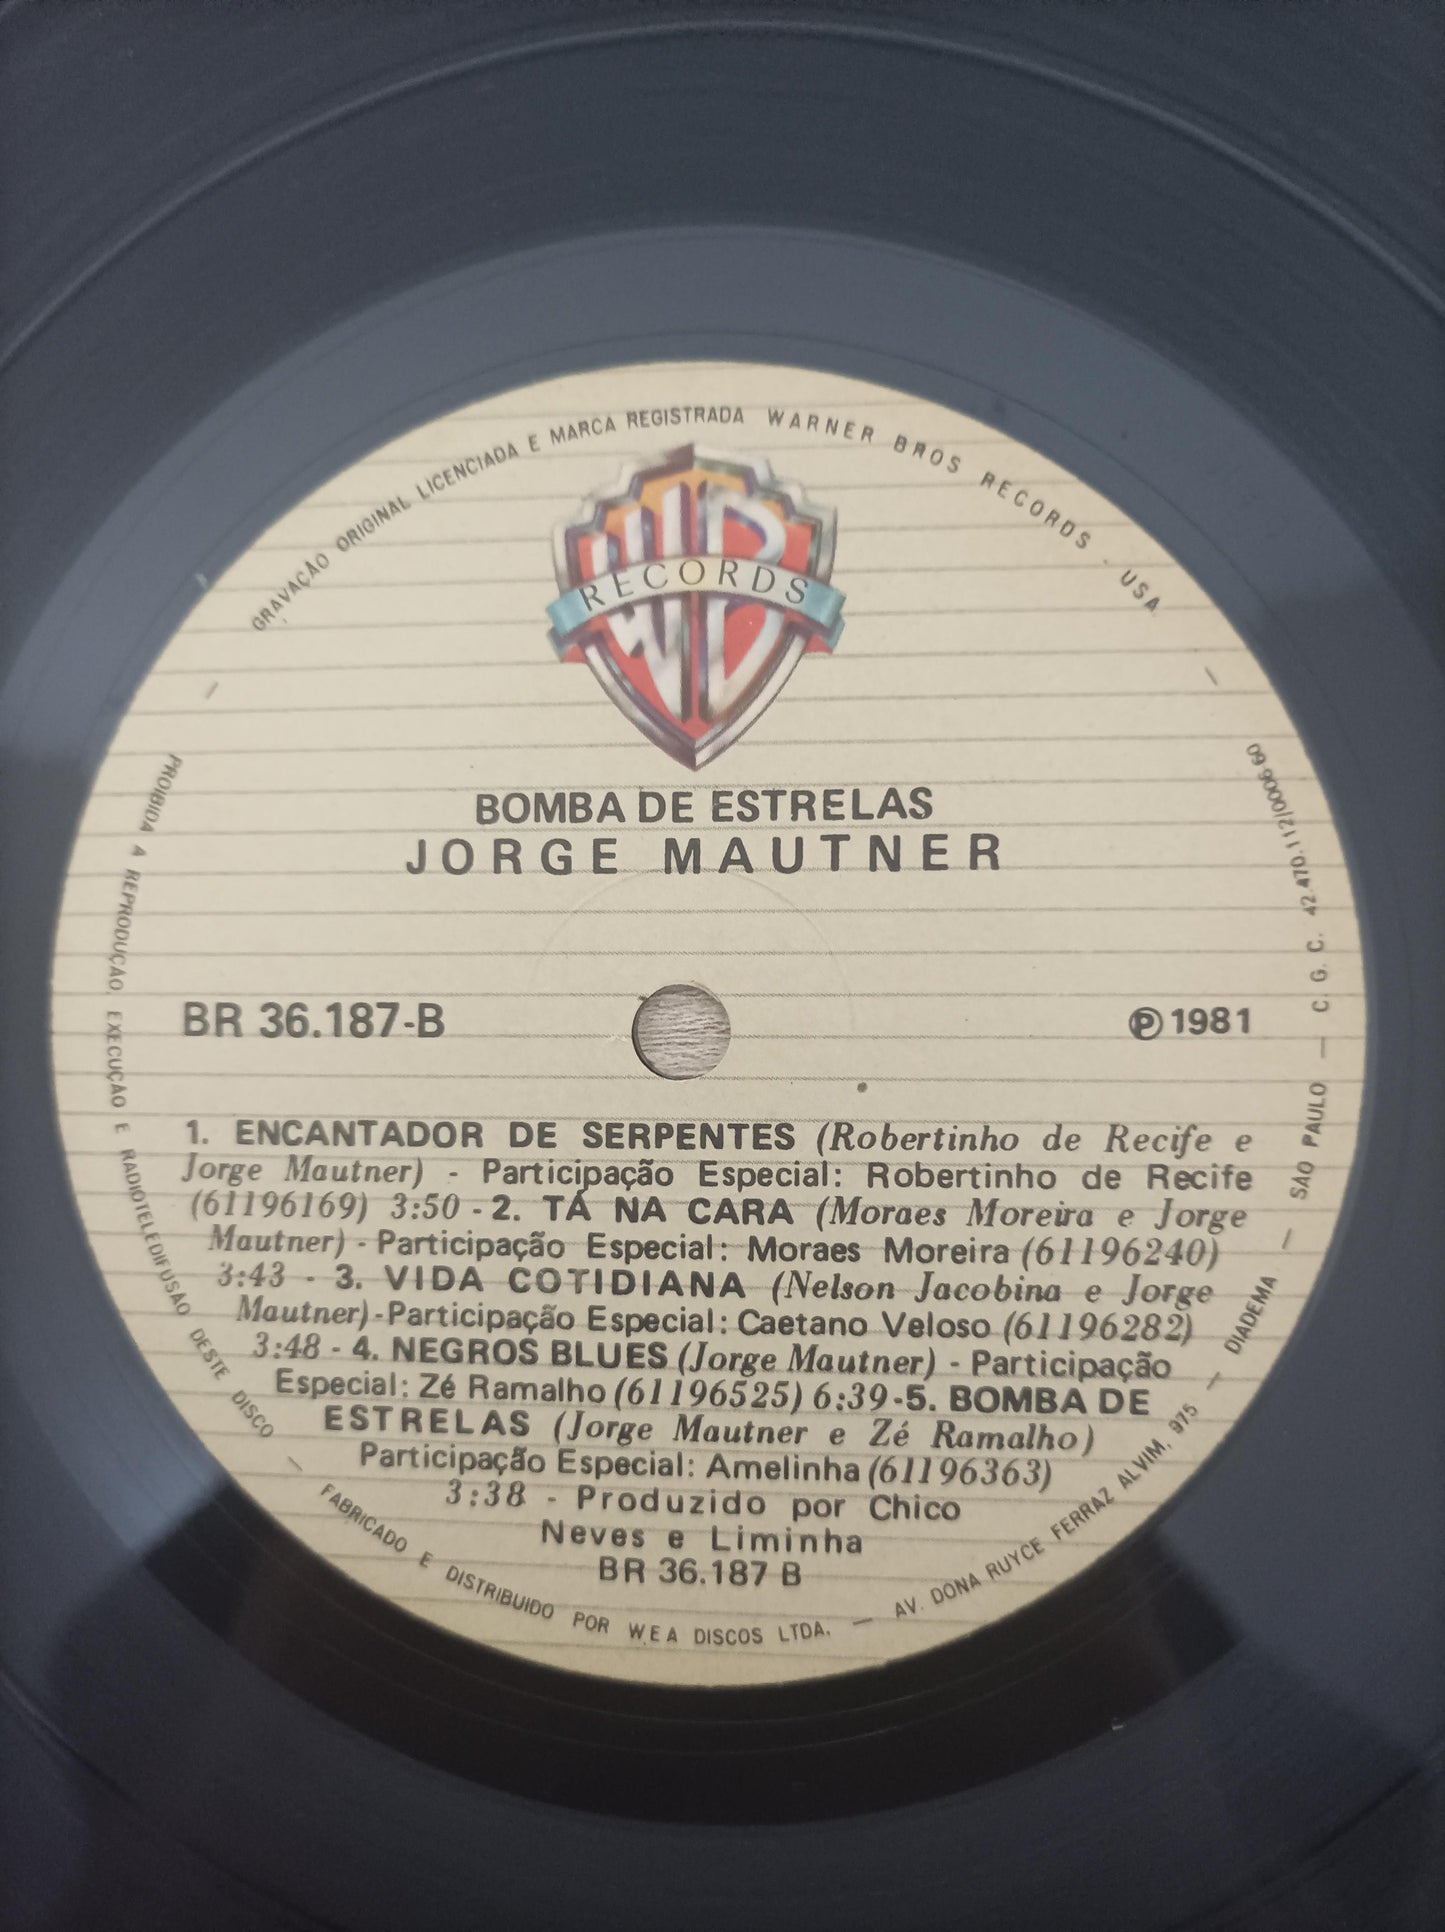 GRAVAÇÃO ORIGINAL LICENCIADA E MARCA REGISTRADA WARNER BROS RECORDS - USA
RECORDS
BOMBA DE ESTRELAS
JORGE MAUTNER
BR 36.187-B
℗ 1981
1. ENCANTADOR DE SERPENTES (Robertinho de Recife e
Jorge Mautner) - Participação Especial: Robertinho de Recife
(61196169) 3:50 - 2. TÁ NA CARA (Moraes Moreira e Jorge
Mautner) - Participação Especial: Moraes Moreira (61196240)
3:43 - 3. VIDA COTIDIANA (Nelson Jacobina e Jorge
Mautner)-Participação Especial: Caetano Veloso (61196282)
3:48 - 4. NEGROS BLUES (Jorge Mautner) - Participação
Especial: Zé Ramalho (61196525) 6:39-5. BOMBA DE
ESTRELAS (Jorge Mautner e Zé Ramalho)
Participação Especial: Amelinha (61196363)
3:38 - Produzido por Chico
Neves e Liminha
BR 36.187 B
PROIBIDA A REPRODUÇÃO, EXECUÇÃO E RADIOTELEDIFUSÃO DESTE DISCO —
FABRICADO E DISTRIBUIDO POR W.E A DISCOS LTDA. — AV. DONA RUYCE FERRAZ ALVIM, 975 — DIADEMA — SÃO PAULO — C. G. C. 42.470.112/0006-60